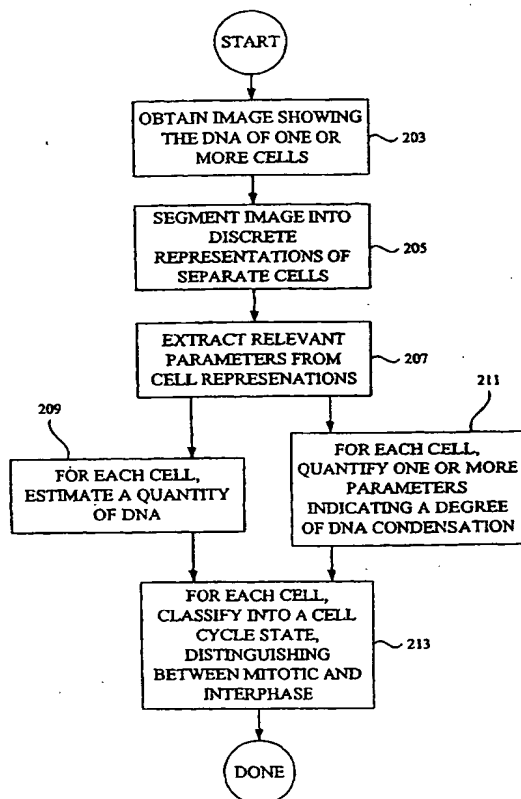 START
OBTAIN IMAGE SHOWING
THE DNA OF ONE OR
MORE CELLS
203
SEGMENT IMAGE INTO
DISCRETE
REPRESENTATIONS OF
SEPARATE CELLS
205
EXTRACT RELEVANT
PARAMETERS FROM
CELL REPRESENATIONS
207
209
FOR EACH CELL,
ESTIMATE A QUANTITY
OF DNA
211
FOR EACH CELL,
QUANTIFY ONE OR MORE
PARAMETERS
INDICATING A DEGREE
OF DNA CONDENSATION
FOR EACH CELL,
CLASSIFY INTO A CELL
CYCLE STATE,
DISTINGUISHING
BETWEEN MITOTIC AND
INTERPHASE
213
DONE